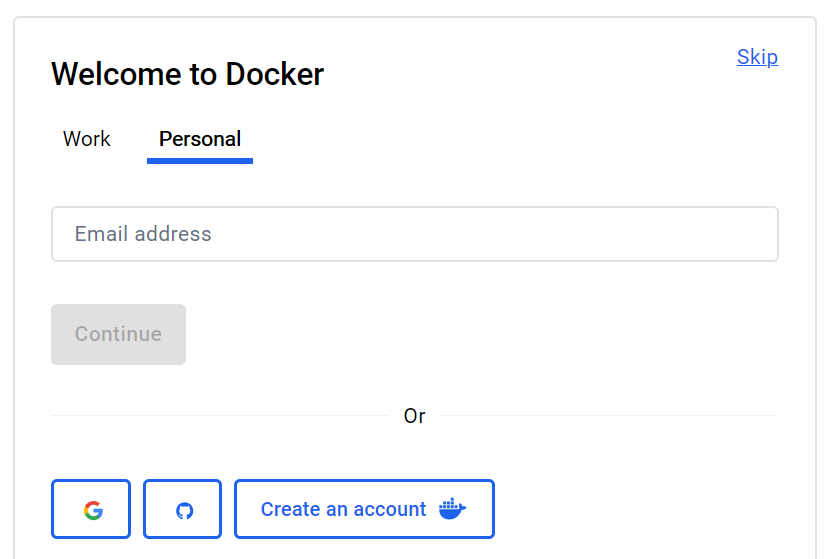 Skip
Welcome to Docker
Work Personal
Email address
Continue
Or
Create an account